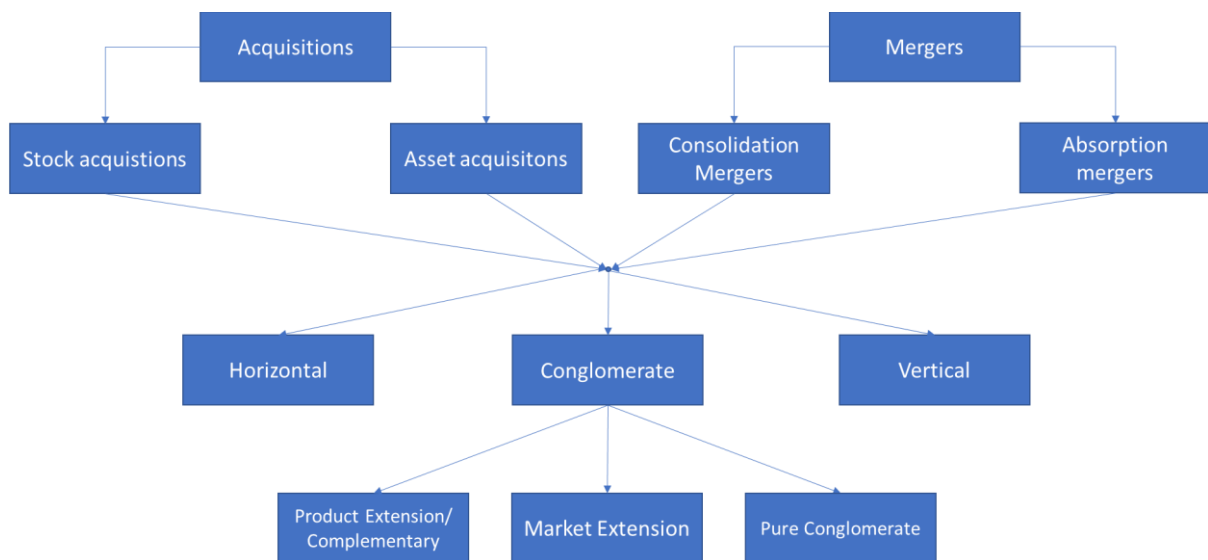 Acquisitions
Mergers
Stock acquistions
Asset acquisitons
Consolidation
Mergers
Absorption
mergers
Horizontal
Conglomerate
Vertical
Product Extension/
Complementary
Market Extension
Pure Conglomerate